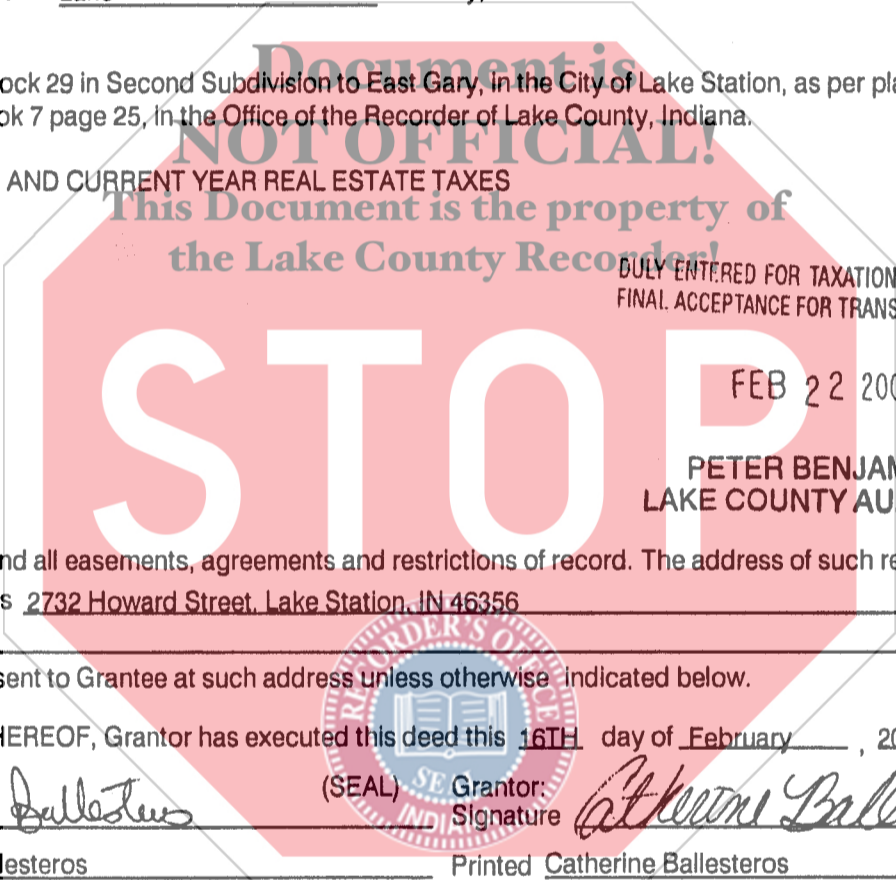 Document is
ock 29 in Second Subdivision to East Gary, in the City of Lake Station, as per pla
ok 7 page 25, in the Office of the Recorder of Lake County, Indiana.
NOT OFFICIAL!
AND CURRENT YEAR REAL ESTATE TAXES
This Document is the property of
the Lake County Recorder!
DULY ENTERED FOR TAXATION
FINAL ACCEPTANCE FOR TRANS
STOP
FEB 22 200
PETER BENJAM
LAKE COUNTY AU
nd all easements, agreements and restrictions of record. The address of such re
s 2732 Howard Street, Lake Station, IN 46356
RECORDER'S OFFICE
sent to Grantee at such address unless otherwise indicated below.
HEREOF, Grantor has executed this deed this 16TH day of February , 20
SEAL
INDIANA
Ballesteros (SEAL) Grantor:
Signature Catherine Ball
lesteros Printed Catherine Ballesteros